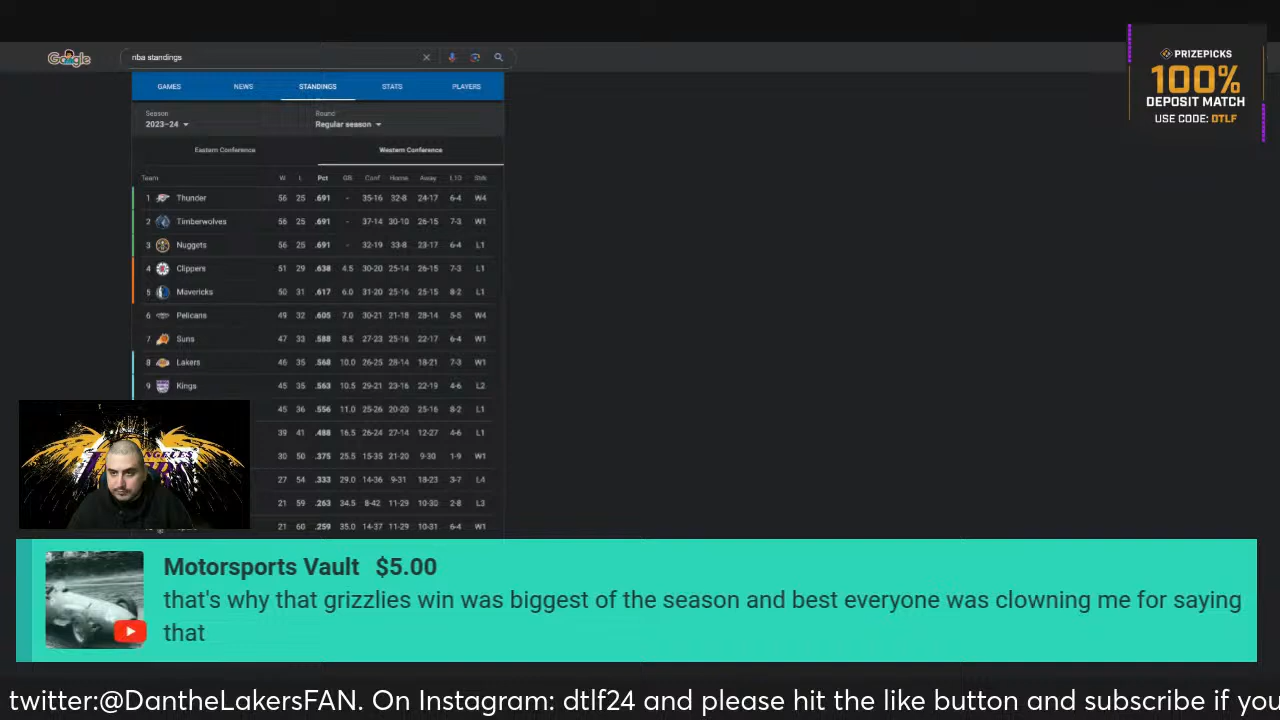 Google
nba standings
PRIZEPICKS
100%
DEPOSIT MATCH
USE CODE: DTLF
GAMES NEWS STANDINGS STATS PLAYERS
Season Round
2023–24 Regular season
Eastern Conference Western Conference
Team W L Pct GB Conf Home Away L10 Strk
1 Thunder 56 25 .691 - 35-16 32-8 24-17 6-4 W4
2 Timberwolves 56 25 .691 - 37-14 30-10 26-15 7-3 W1
3 Nuggets 56 25 .691 - 32-19 33-8 23-17 6-4 L1
4 Clippers 51 29 .638 4.5 30-20 25-14 26-15 7-3 L1
5 Mavericks 50 31 .617 6.0 31-20 25-16 25-15 8-2 L1
6 Pelicans 49 32 .605 7.0 30-21 21-18 28-14 5-5 W4
7 Suns 47 33 .588 8.5 27-23 25-16 22-17 6-4 W1
8 Lakers 46 35 .568 10.0 26-25 28-14 18-21 7-3 W1
9 Kings 45 35 .563 10.5 29-21 23-16 22-19 4-6 L2
45 36 .556 11.0 25-26 20-20 25-16 8-2 L1
39 41 .488 16.5 26-24 27-14 12-27 4-6 L1
30 50 .375 25.5 15-35 21-20 9-30 1-9 W1
27 54 .333 29.0 14-36 9-31 18-23 3-7 L4
21 59 .263 34.5 8-42 11-29 10-30 2-8 L3
21 60 .259 35.0 14-37 11-29 10-31 6-4 W1
Motorsports Vault $5.00
that's why that grizzlies win was biggest of the season and best everyone was clowning me for saying
that
twitter:@DantheLakersFAN. On Instagram: dtlf24 and please hit the like button and subscribe if you